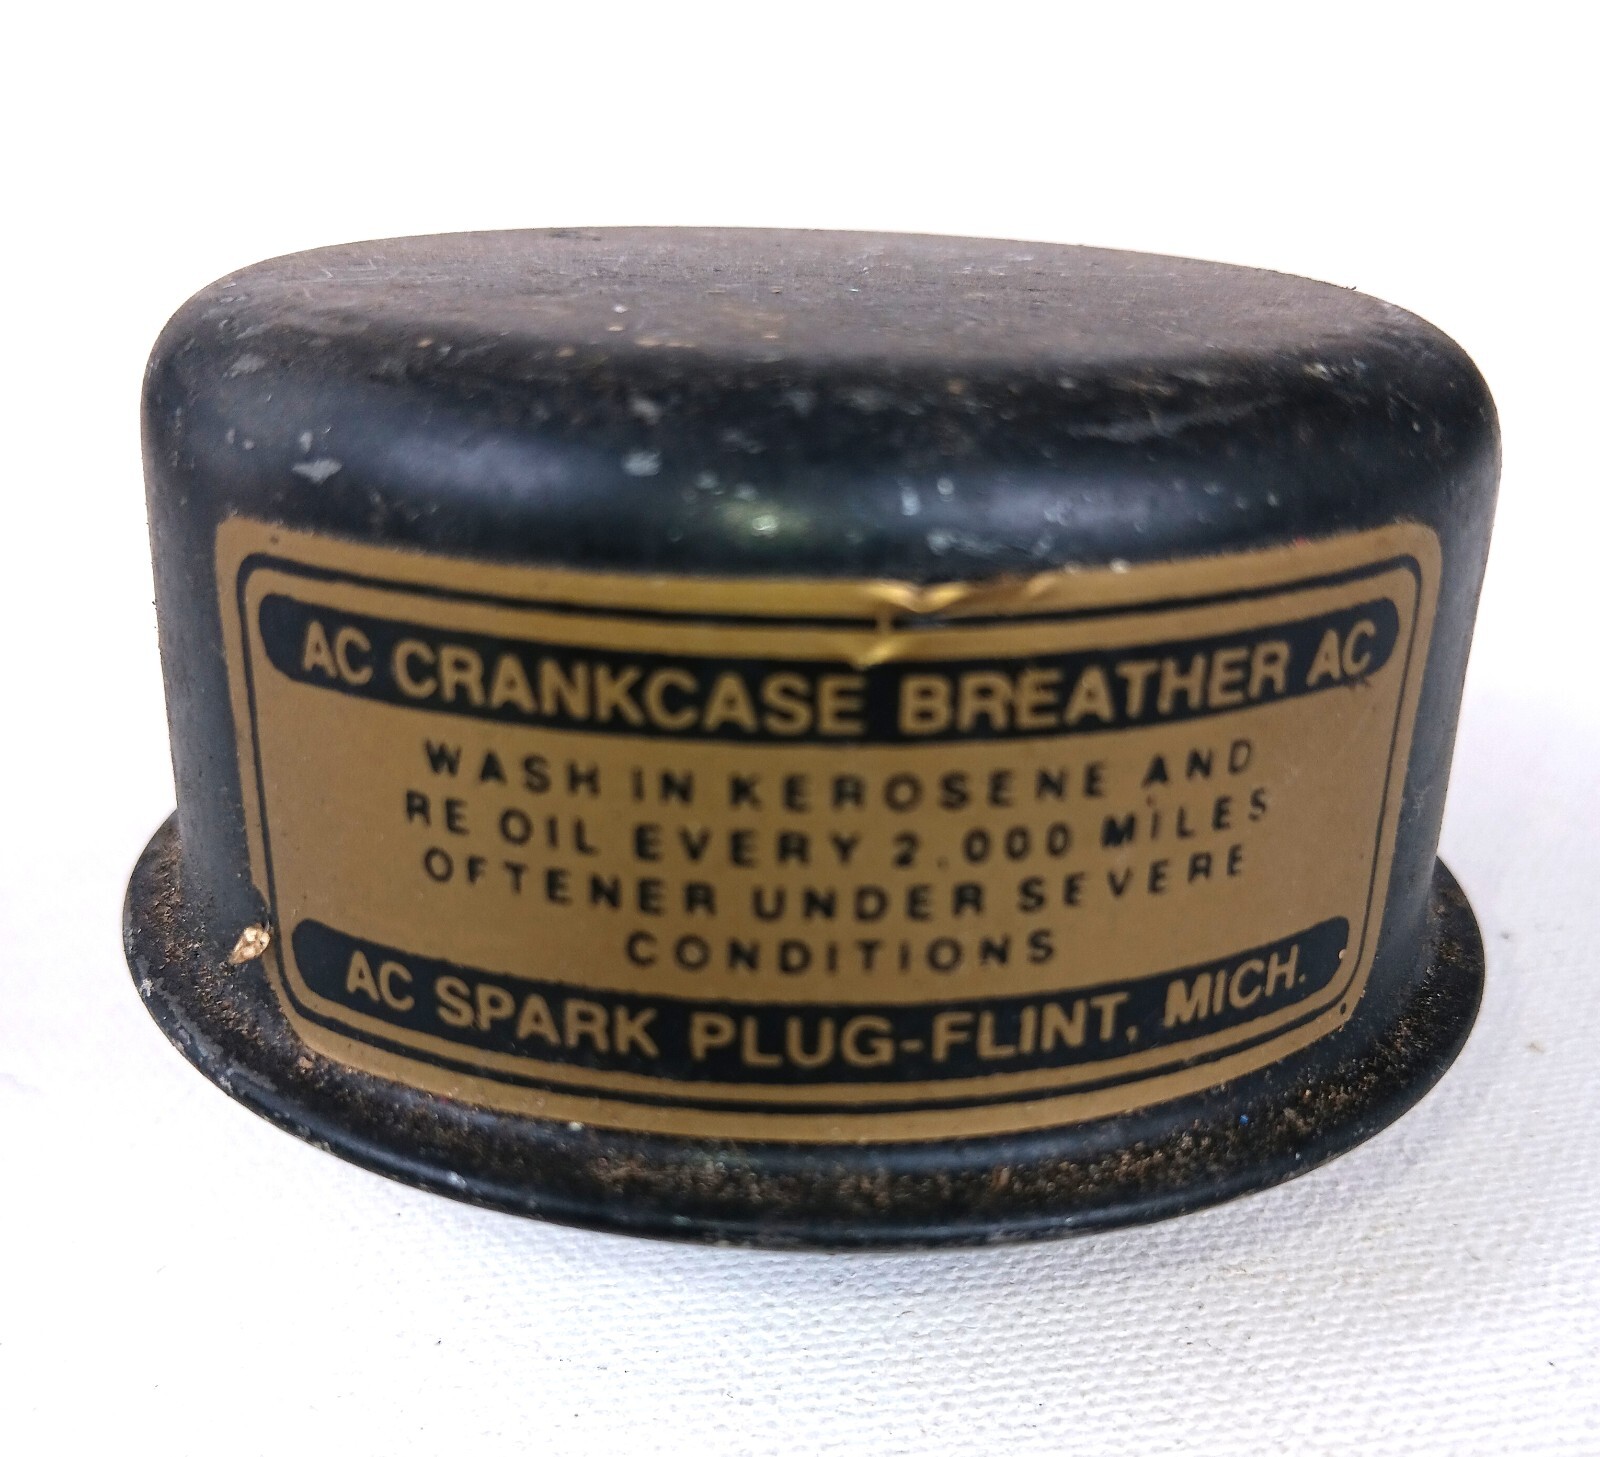 AC CRANKCASE BREATHER AC
WASH IN KEROSENE AND
RE OIL EVERY 2.000 MILES
OFTENER UNDER SEVERE
CONDITIONS
AC SPARK PLUG-FLINT, MICH.